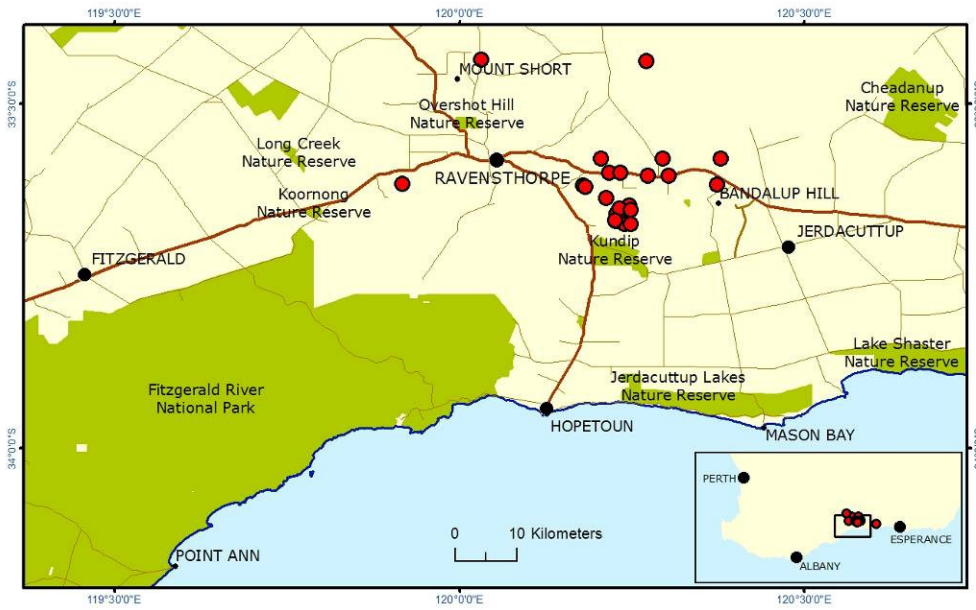 119°30'0"E
120°0'0"E
120°30'0"E
MOUNT SHORT
Cheadanup
Nature Reserve
33°30'0"S
Overshot Hill
Nature Reserve
Long Creek
Nature Reserve
RAVENSTHORPE
Koornong
Nature Reserve
BANDALUP HILL
JERDACUTTUP
Kundip
Nature Reserve
FITZGERALD
Lake Shaster
Nature Reserve
Fitzgerald River
National Park
Jerdacuttup Lakes
Nature Reserve
HOPETOUN
MASON BAY
34°0'0"S
PERTH
ESPERANCE
ALBANY
0 10 Kilometers
POINT ANN
119°30'0"E
120°0'0"E
120°30'0"E